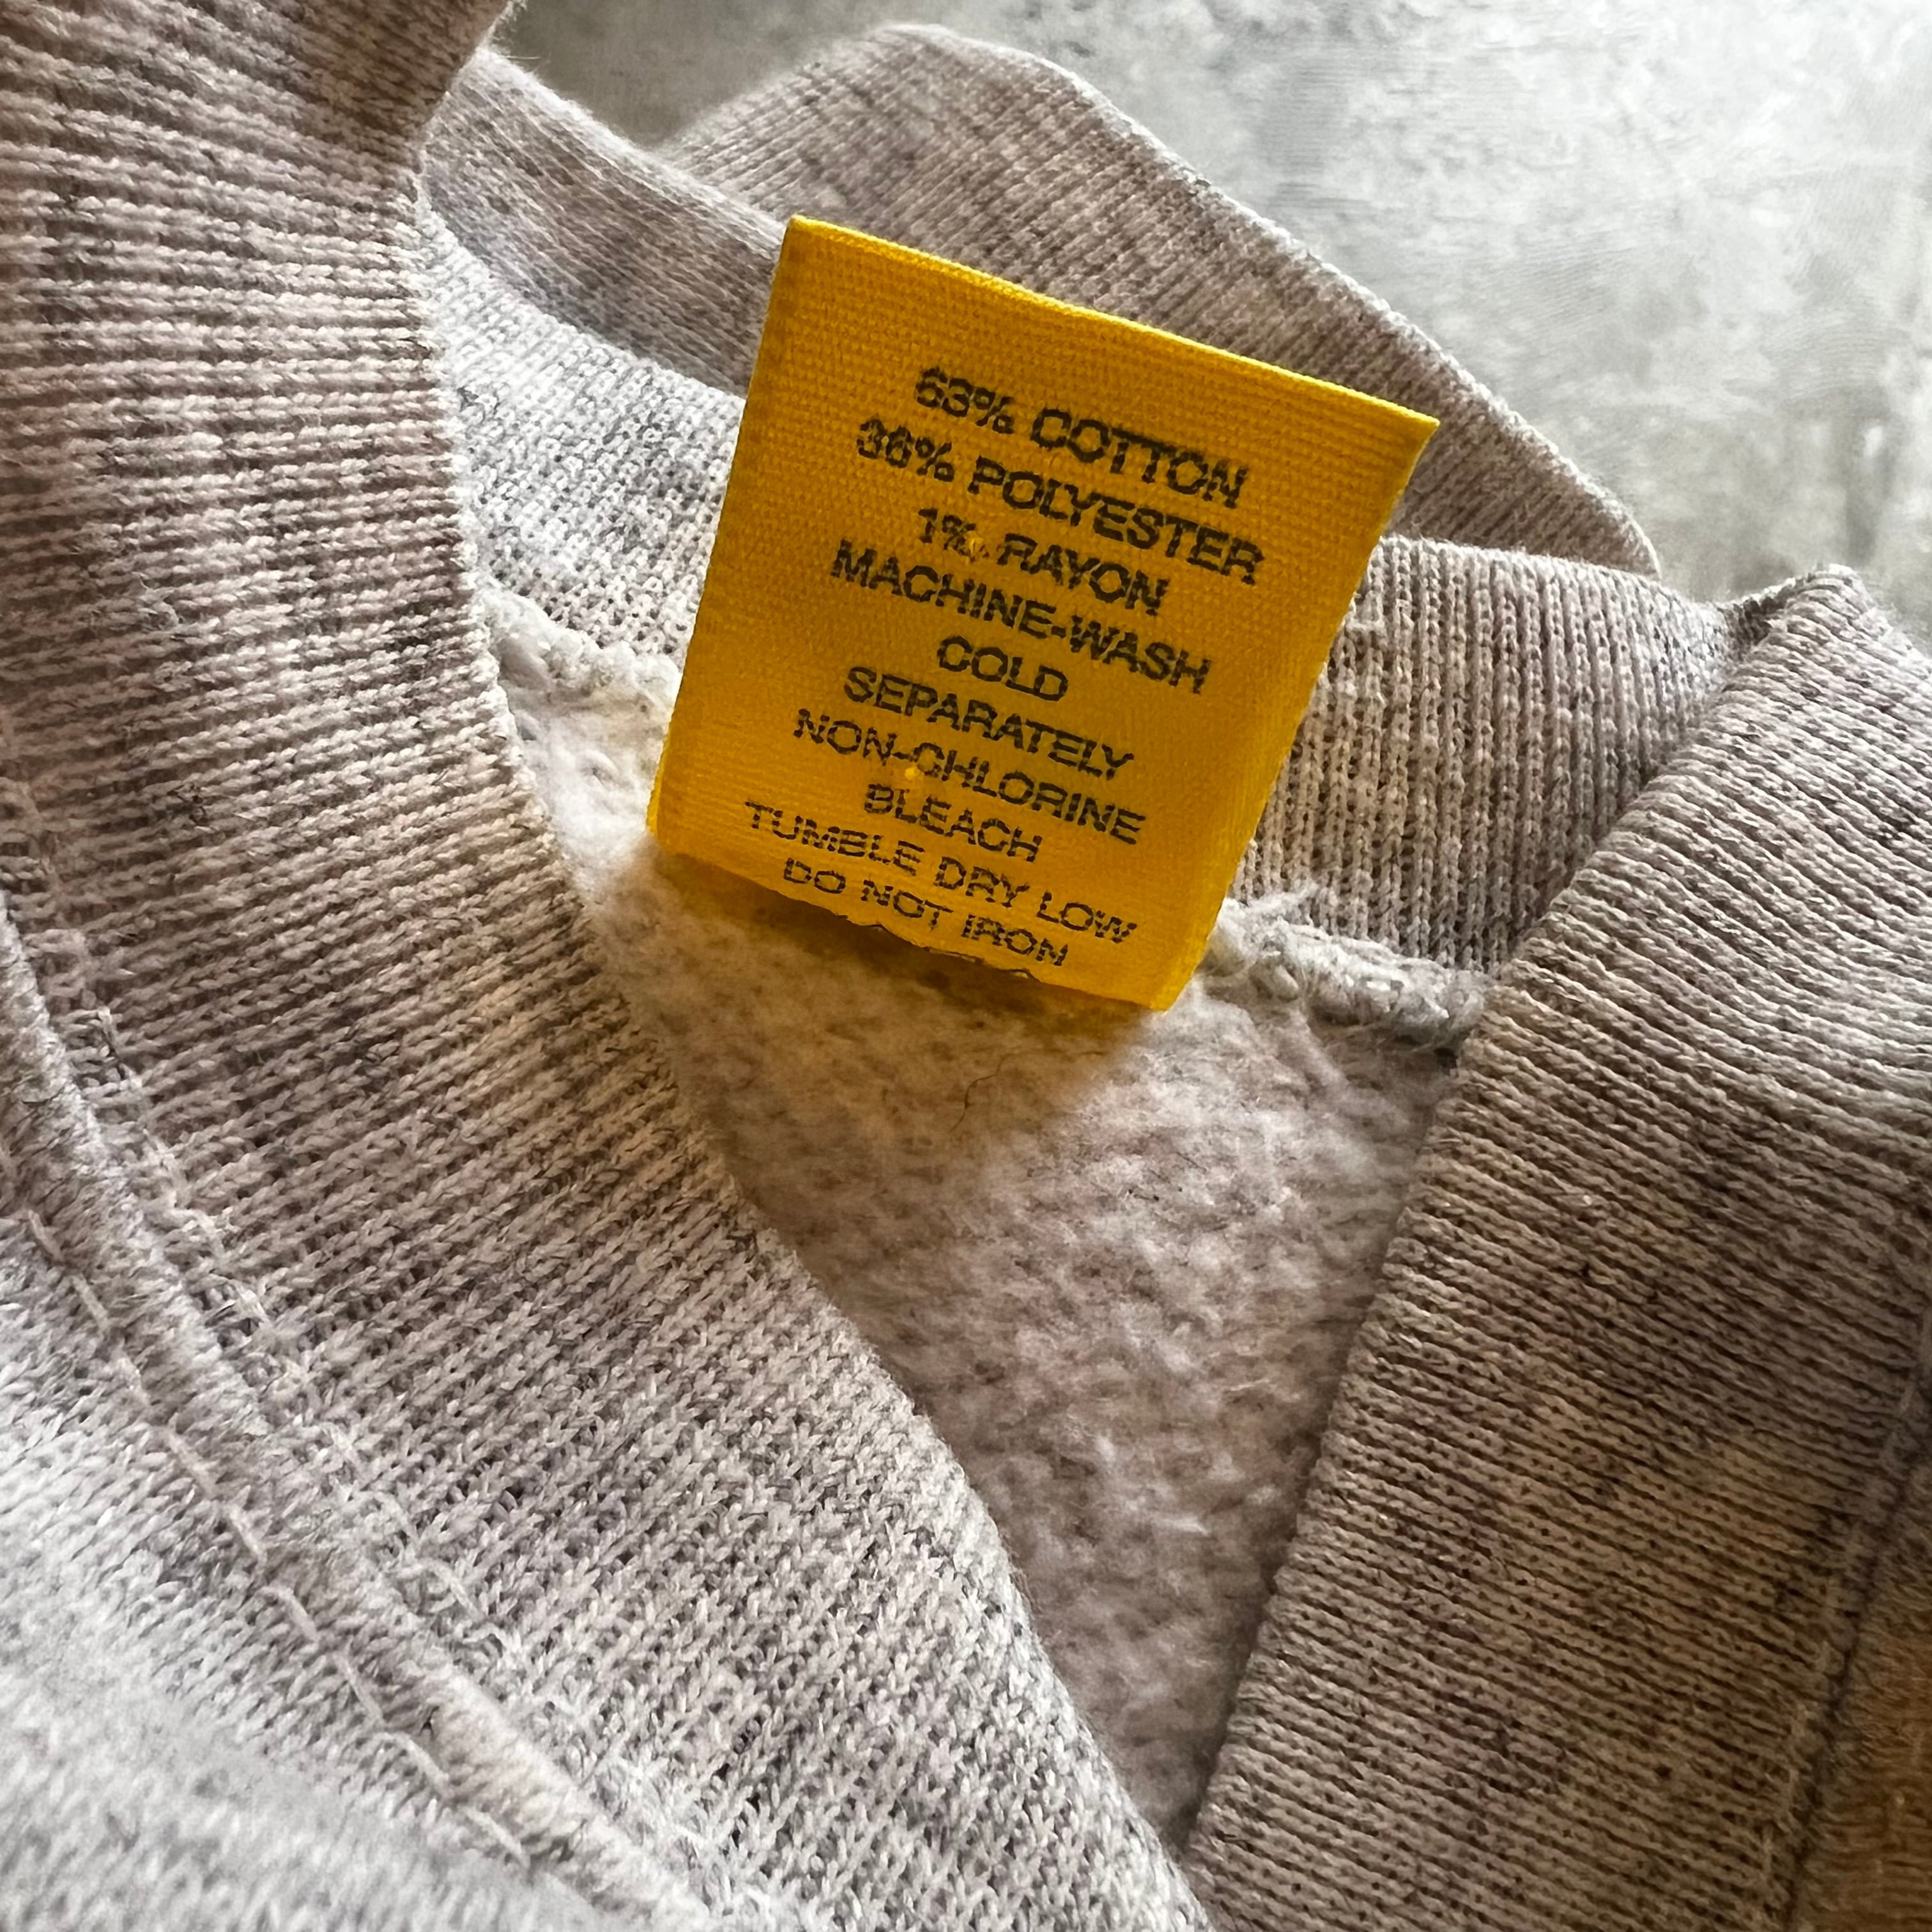 63% COTTON
36% POLYESTER
1% RAYON
MACHINE-WASH
COLD
SEPARATELY
NON-CHLORINE
BLEACH
TUMBLE DRY LOW
DO NOT IRON